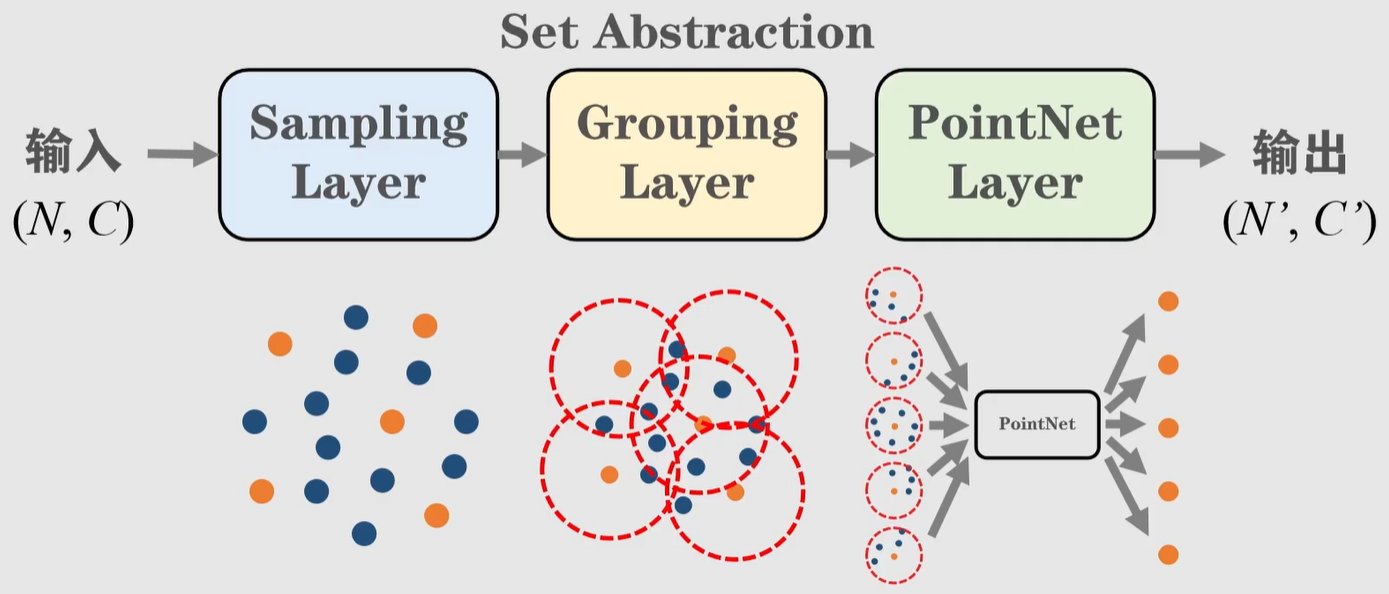 Set Abstraction
输入
(N, C)
Sampling
Layer
Grouping
Layer
PointNet
Layer
输出
(N’, C’)
PointNet